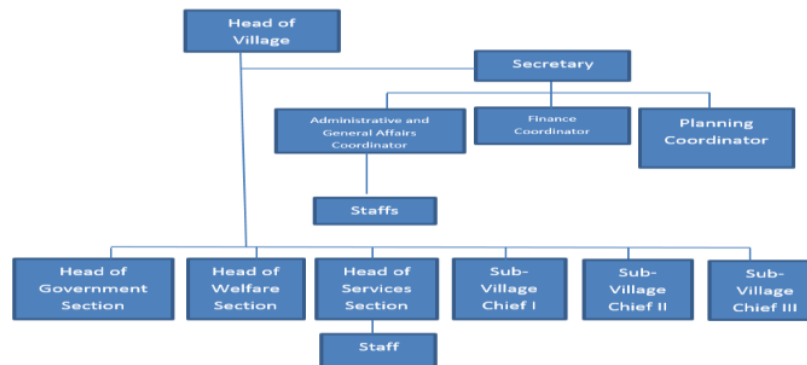 Head of
Village
Secretary
Administrative and
General Affairs
Coordinator
Finance
Coordinator
Planning
Coordinator
Staffs
Head of
Government
Section
Head of
Welfare
Section
Head of
Services
Section
Sub-
Village
Chief I
Sub-
Village
Chief II
Sub-
Village
Chief III
Staff